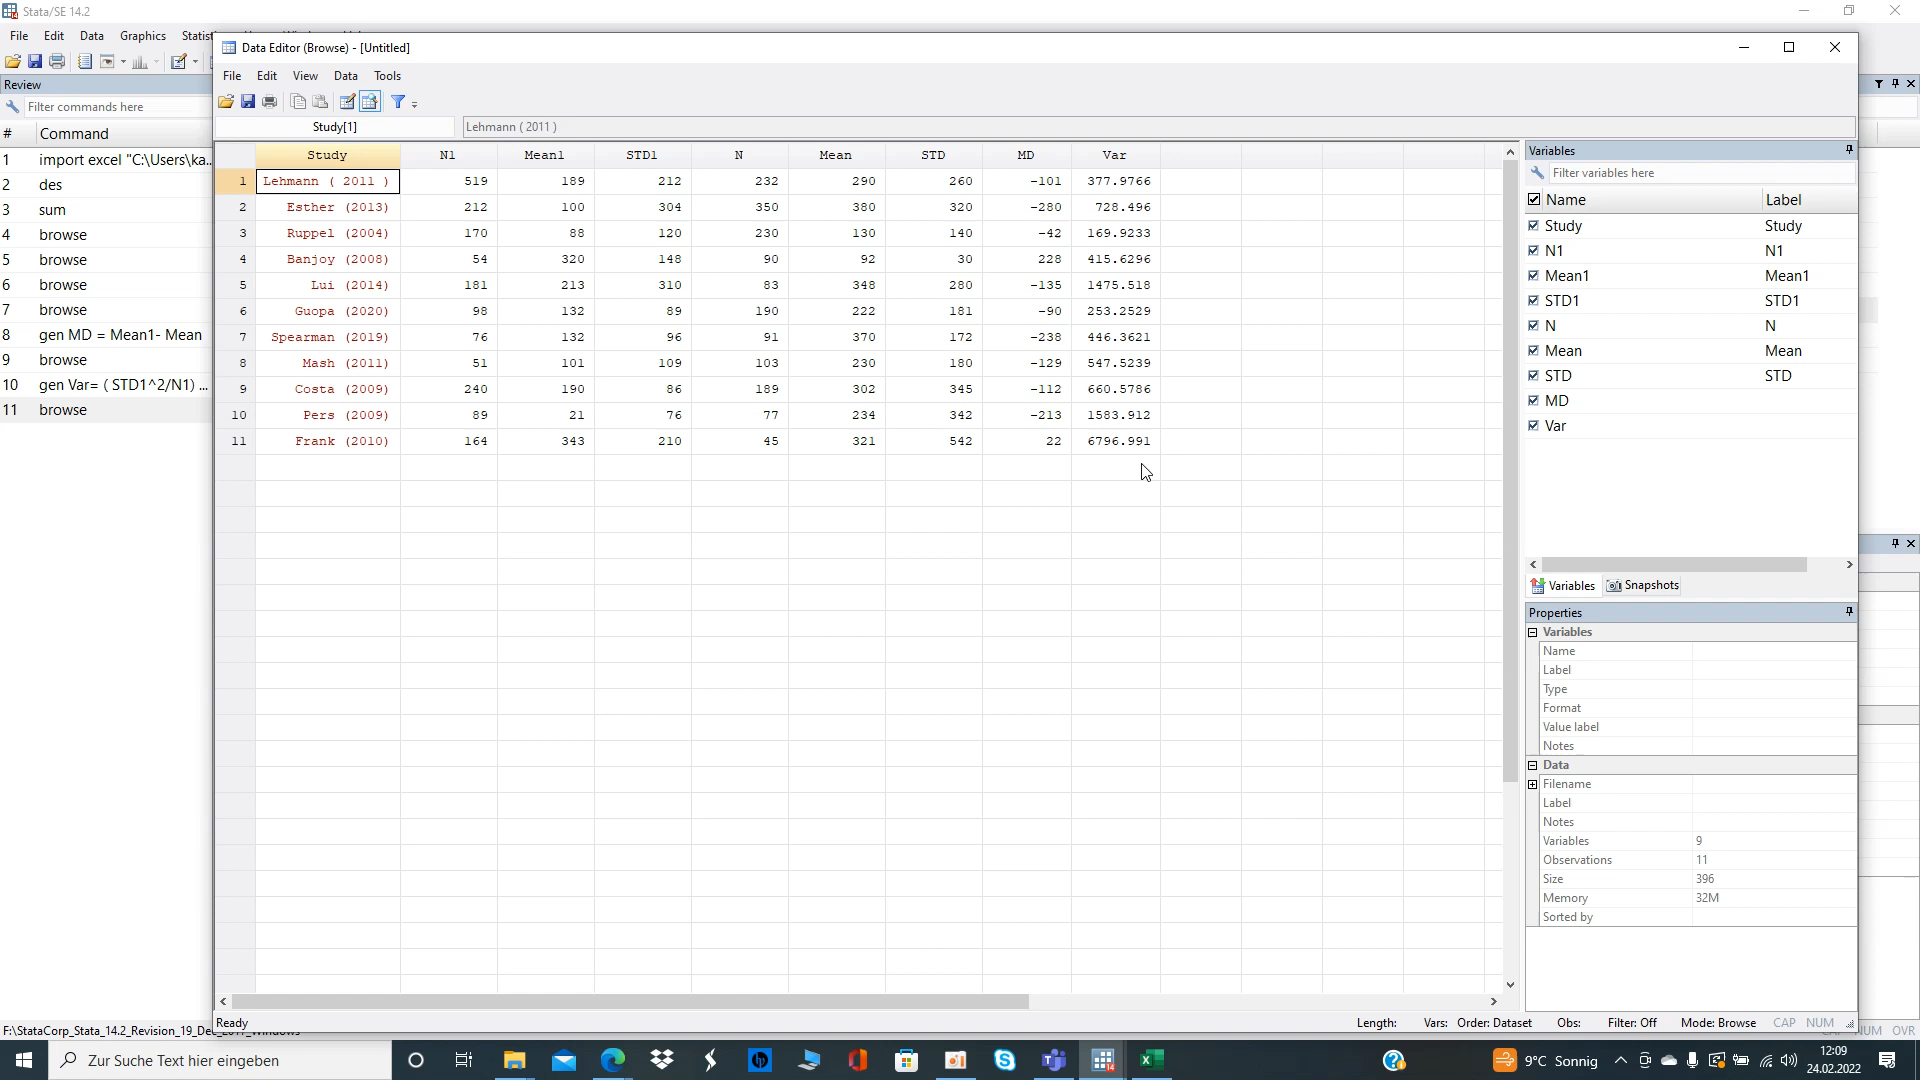 Stata/SE 14.2
File Edit Data Graphics Statist
Data Editor (Browse) - [Untitled]
File Edit View Data Tools
Review
Filter commands here
# Command
1 import excel "C:\Users\ka...
2 des
3 sum
4 browse
5 browse
6 browse
7 browse
8 gen MD = Mean1- Mean
9 browse
10 gen Var= ( STD1^2/N1) ...
11 browse
Study[1] Lehmann ( 2011 )
Study N1 Mean1 STD1 N Mean STD MD Var
1 Lehmann ( 2011 ) 519 189 212 232 290 260 -101 377.9766
2 Esther (2013) 212 100 304 350 380 320 -280 728.496
3 Ruppel (2004) 170 88 120 230 130 140 -42 169.9233
4 Banjoy (2008) 54 320 148 90 92 30 228 415.6296
5 Lui (2014) 181 213 310 83 348 280 -135 1475.518
6 Guopa (2020) 98 132 89 190 222 181 -90 253.2529
7 Spearman (2019) 76 132 96 91 370 172 -238 446.3621
8 Mash (2011) 51 101 109 103 230 180 -129 547.5239
9 Costa (2009) 240 190 86 189 302 345 -112 660.5786
10 Pers (2009) 89 21 76 77 234 342 -213 1583.912
11 Frank (2010) 164 343 210 45 321 542 22 6796.991
Variables
Filter variables here
Name Label
Study Study
N1 N1
Mean1 Mean1
STD1 STD1
N N
Mean Mean
STD STD
MD
Var
Variables Snapshots
Properties
Variables
Name
Label
Type
Format
Value label
Notes
Data
Filename
Label
Notes
Variables 9
Observations 11
Size 396
Memory 32M
Sorted by
Ready Length: Vars: Order: Dataset Obs: Filter: Off Mode: Browse CAP NUM
F:\StataCorp_Stata_14.2_Revision_19_De
NUM OVR
Zur Suche Text hier eingeben
9°C Sonnig
12:09
24.02.2022